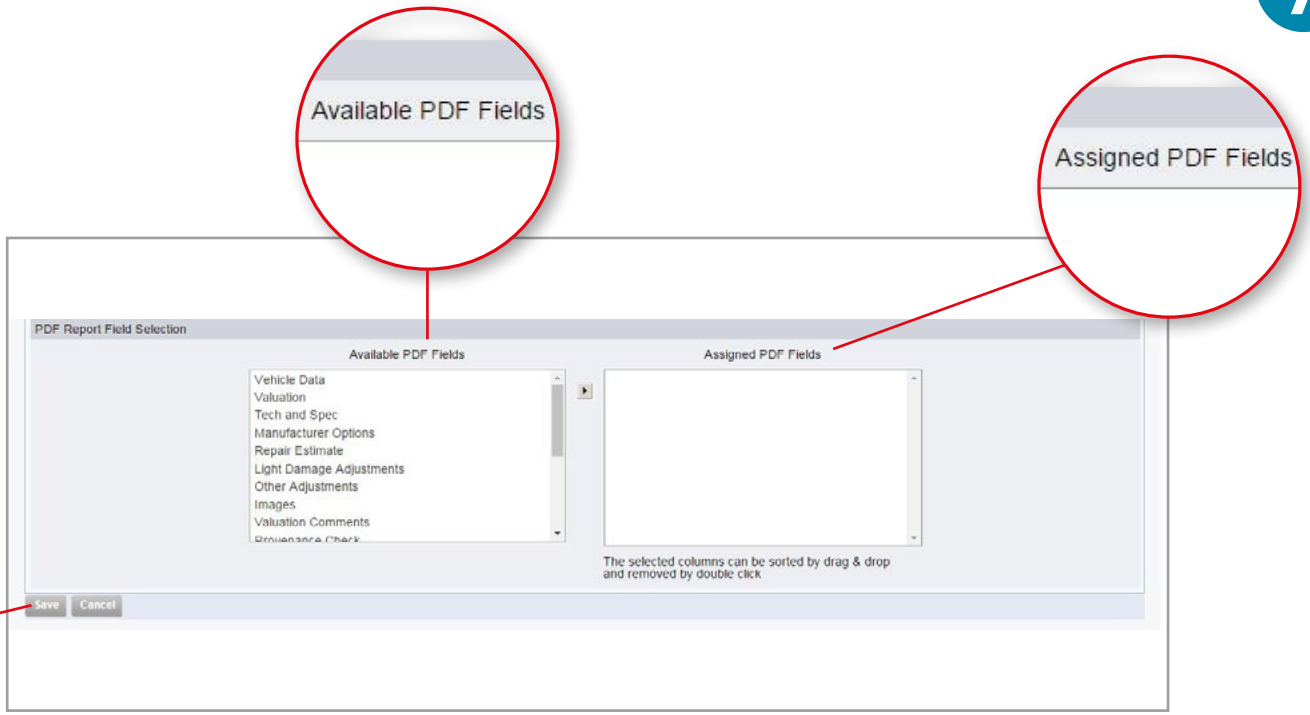 Available PDF Fields
Assigned PDF Fields
PDF Report Field Selection
Available PDF Fields
Assigned PDF Fields
Vehicle Data
Valuation
Tech and Spec
Manufacturer Options
Repair Estimate
Light Damage Adjustments
Other Adjustments
Images
Valuation Comments
Provenance Check
The selected columns can be sorted by drag & drop
and removed by double click
Save Cancel